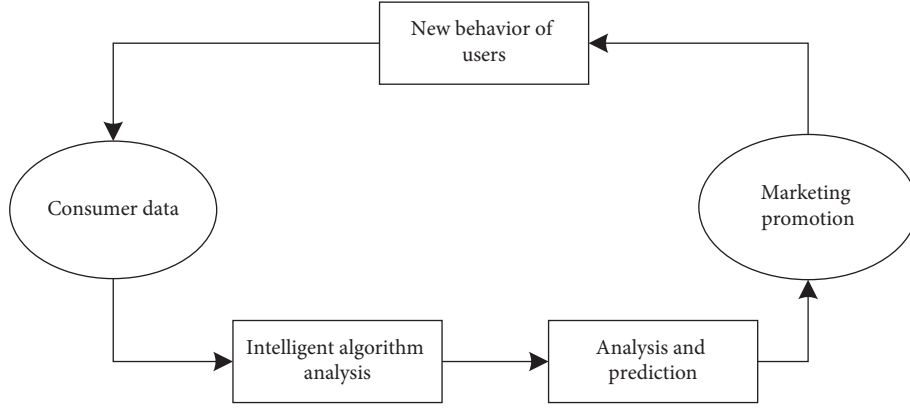 New behavior of
users
Consumer data
Marketing
promotion
Intelligent algorithm
analysis
Analysis and
prediction